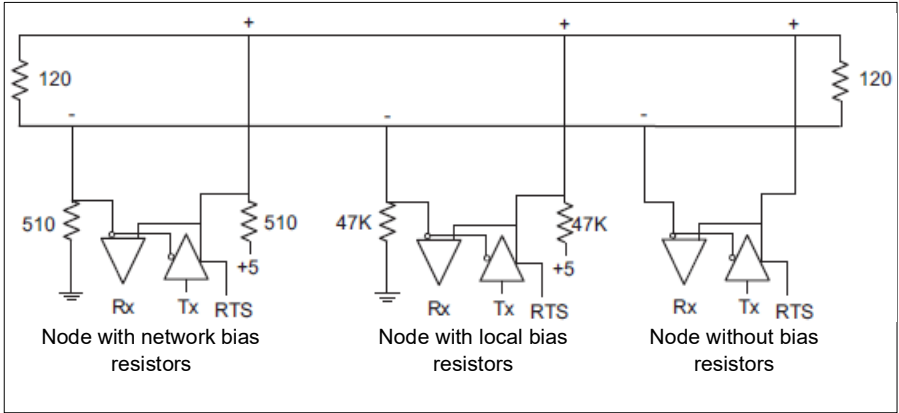 + + +
120 120
- - -
510 510 47K 47K
+5 +5
Rx Tx RTS Rx Tx RTS Rx Tx RTS
Node with network bias
resistors
Node with local bias
resistors
Node without bias
resistors